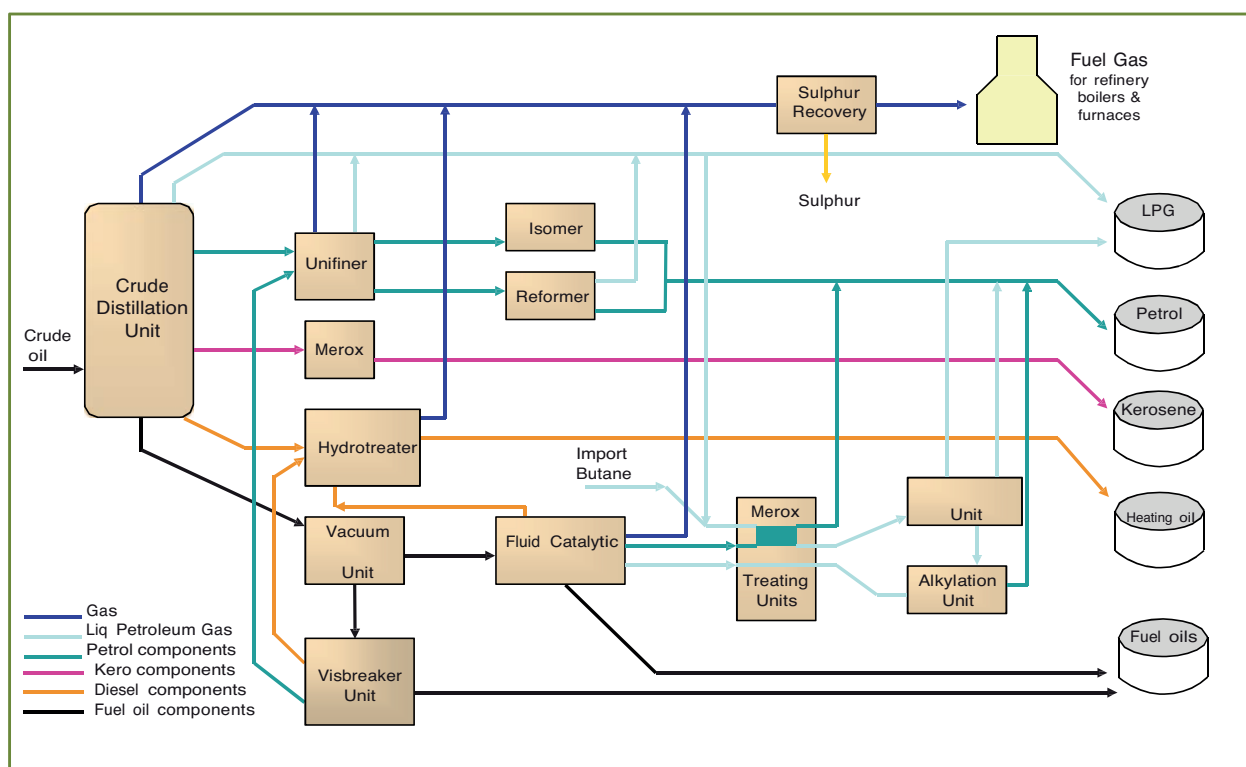 Fuel Gas
for refinery
boilers &
furnaces
Sulphur
Recovery
Sulphur
LPG
Isomer
Unifiner
Reformer
Crude
Distillation
Unit
Petrol
Crude
oil
Merox
Kerosene
Hydrotreater
Import
Butane
Merox
Treating
Units
Unit
Heating oil
Vacuum
Unit
Fluid Catalytic
Alkylation
Unit
Fuel oils
Visbreaker
Unit
Gas
Liq Petroleum Gas
Petrol components
Kero components
Diesel components
Fuel oil components